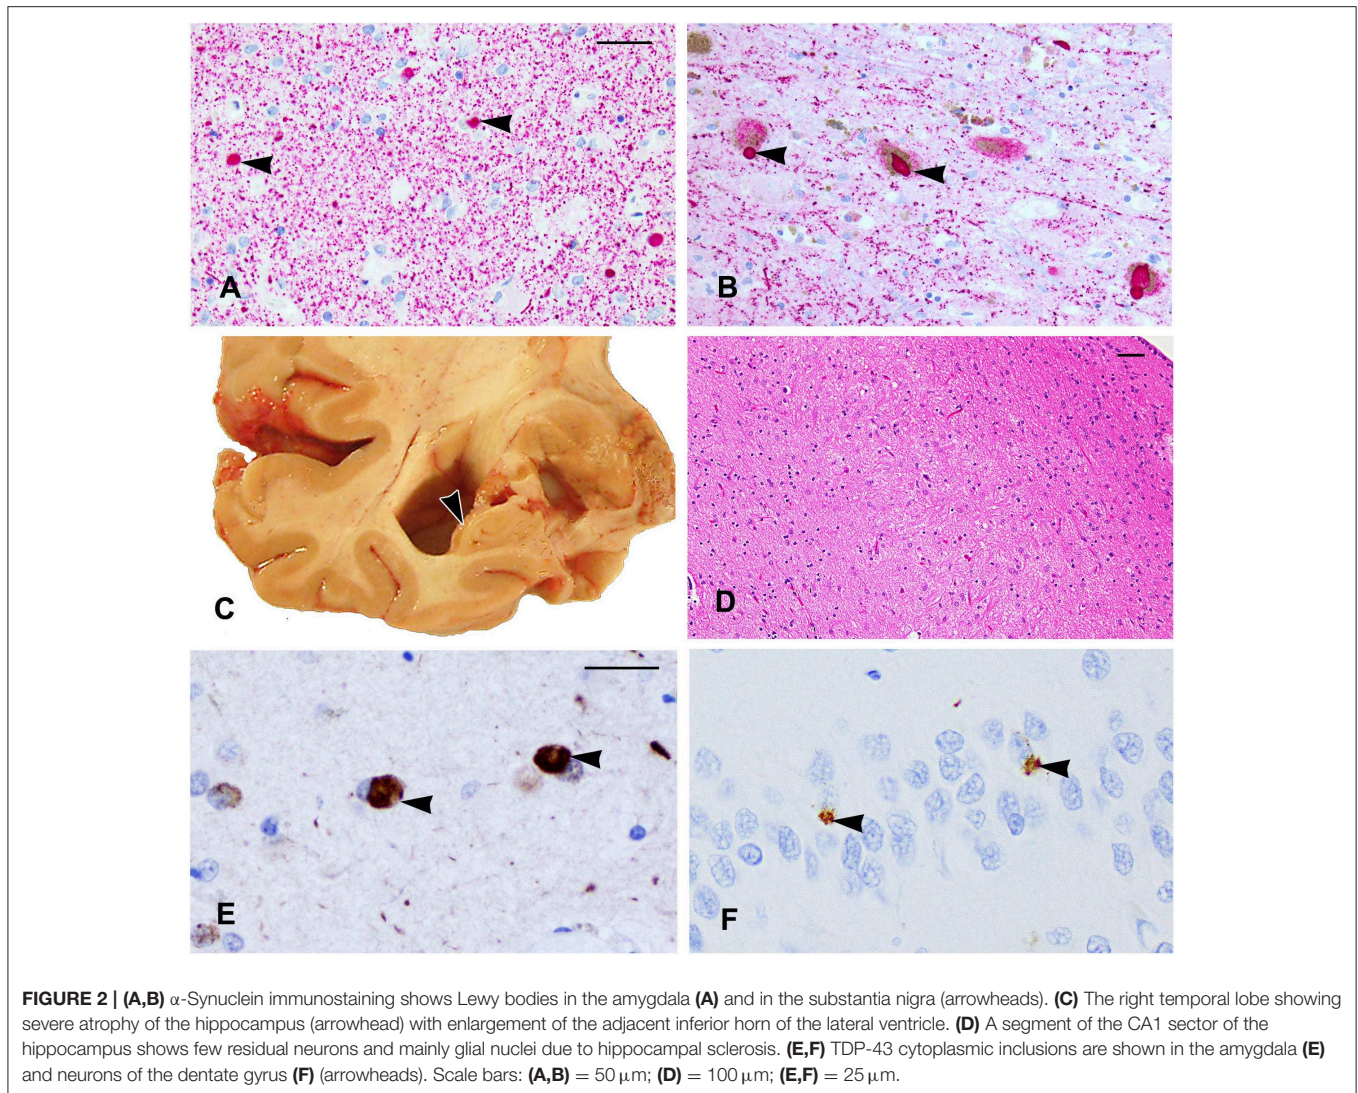 A
B
C
D
E
F
FIGURE 2 | (A,B) α-Synuclein immunostaining shows Lewy bodies in the amygdala (A) and in the substantia nigra (arrowheads). (C) The right temporal lobe showing
severe atrophy of the hippocampus (arrowhead) with enlargement of the adjacent inferior horn of the lateral ventricle. (D) A segment of the CA1 sector of the
hippocampus shows few residual neurons and mainly glial nuclei due to hippocampal sclerosis. (E,F) TDP-43 cytoplasmic inclusions are shown in the amygdala (E)
and neurons of the dentate gyrus (F) (arrowheads). Scale bars: (A,B) = 50 μm; (D) = 100 μm; (E,F) = 25 μm.